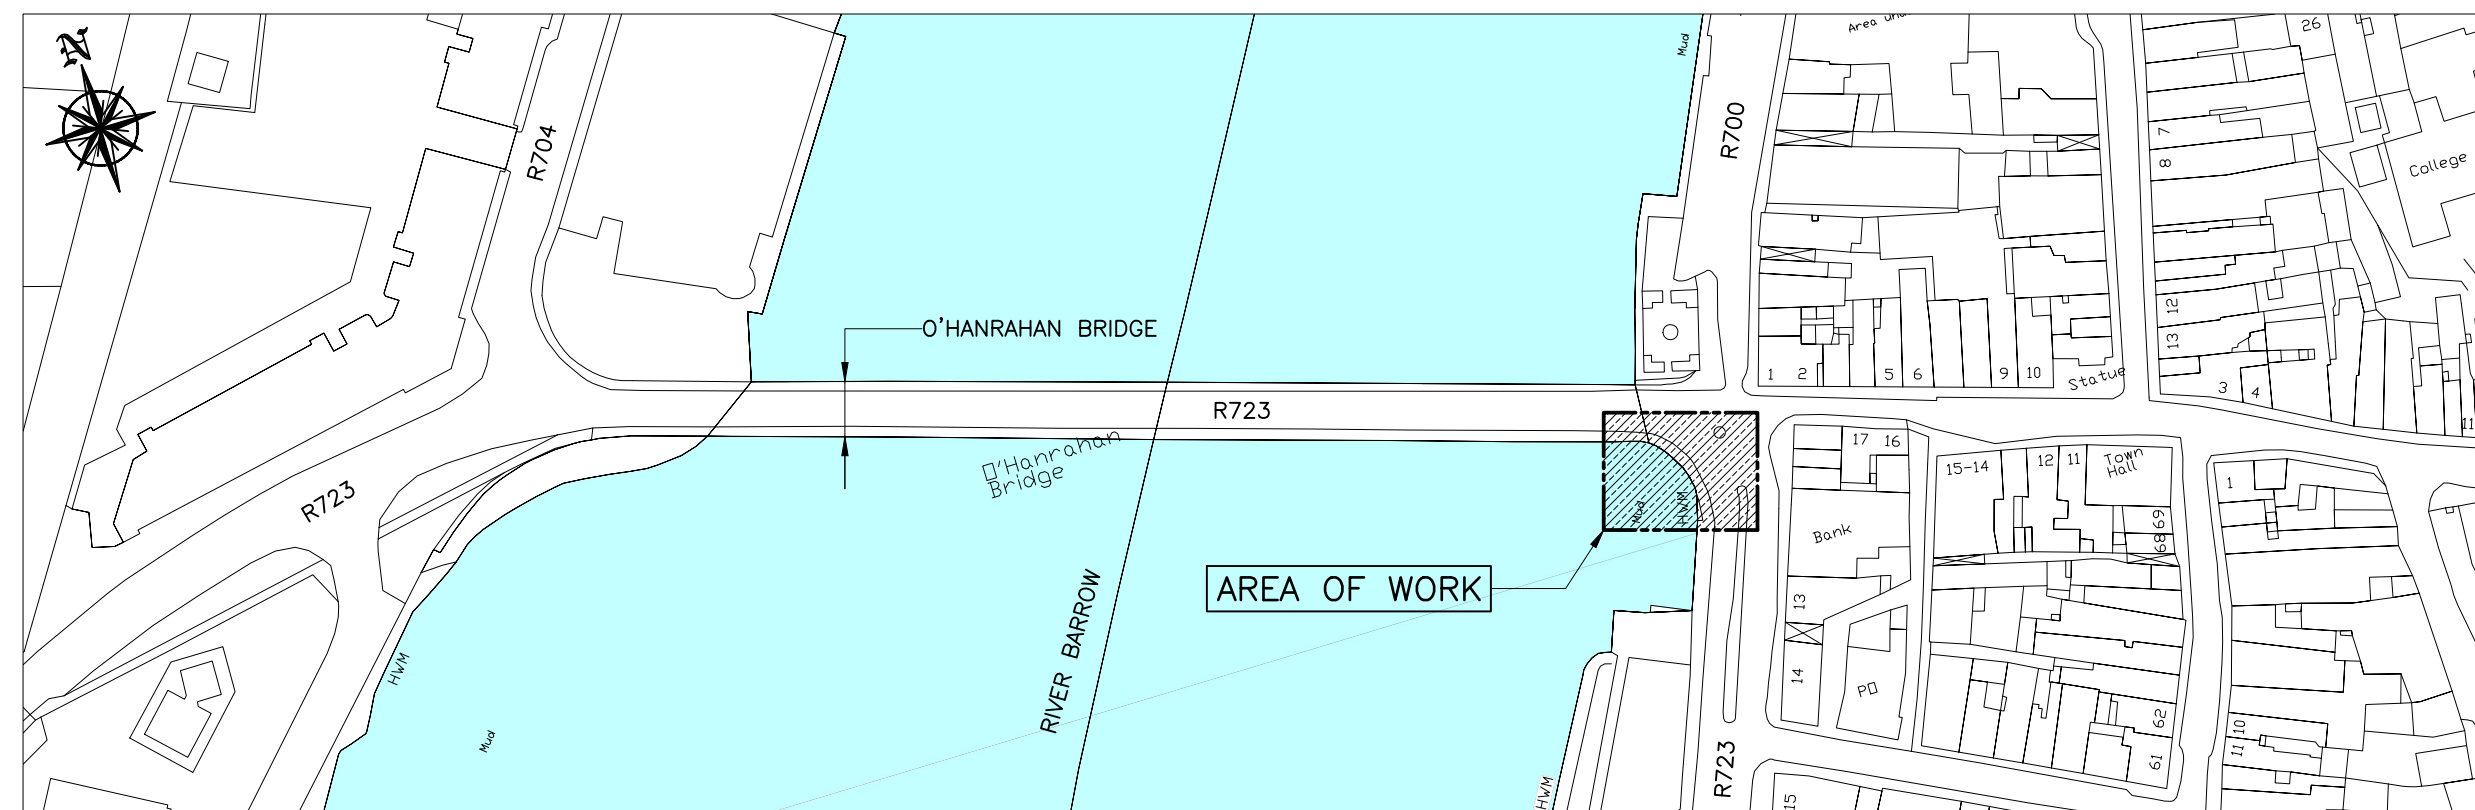 N
R704
Mud
R700
Area
26
7
8
College
O'HANRAHAN BRIDGE
12
13
1
2
5
6
9
10
Statue
3
4
R723
11
□'Hanrahan
Bridge
17
16
15-14
12
11
Town
Hall
1
R723
Mud
HWM
69
68
Bank
AREA OF WORK
13
HWM
RIVER BARROW
14
P□
62
Mud
10
11
61
R723
HWM
15